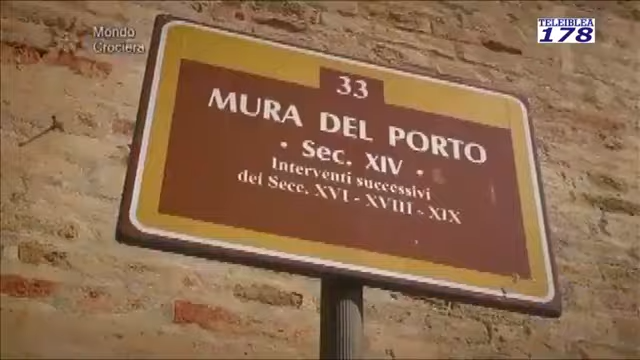 Mondo
Crociera
TELEIBLEA
178
33
MURA DEL PORTO
• Sec. XIV •
Interventi successivi
dei Secc. XVI - XVIII - XIX